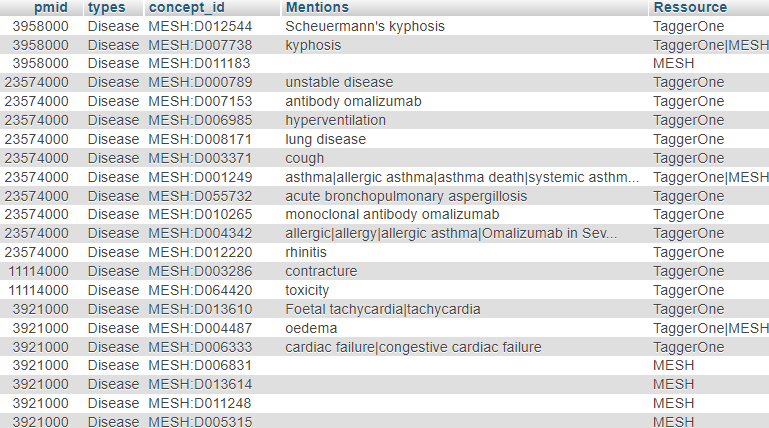 pmid types concept_id Mentions Ressource
3958000 Disease MESH:D012544 Scheuermann's kyphosis TaggerOne
3958000 Disease MESH:D007738 kyphosis TaggerOne|MESH
3958000 Disease MESH:D011183 MESH
23574000 Disease MESH:D000789 unstable disease TaggerOne
23574000 Disease MESH:D007153 antibody omalizumab TaggerOne
23574000 Disease MESH:D006985 hyperventilation TaggerOne
23574000 Disease MESH:D008171 lung disease TaggerOne
23574000 Disease MESH:D003371 cough TaggerOne
23574000 Disease MESH:D001249 asthma|allergic asthma|asthma death|systemic asthm... TaggerOne|MESH
23574000 Disease MESH:D055732 acute bronchopulmonary aspergillosis TaggerOne
23574000 Disease MESH:D010265 monoclonal antibody omalizumab TaggerOne
23574000 Disease MESH:D004342 allergic|allergy|allergic asthma|Omalizumab in Sev... TaggerOne
23574000 Disease MESH:D012220 rhinitis TaggerOne
11114000 Disease MESH:D003286 contracture TaggerOne
11114000 Disease MESH:D064420 toxicity TaggerOne
3921000 Disease MESH:D013610 Foetal tachycardia|tachycardia TaggerOne
3921000 Disease MESH:D004487 oedema TaggerOne|MESH
3921000 Disease MESH:D006333 cardiac failure|congestive cardiac failure TaggerOne
3921000 Disease MESH:D006831 MESH
3921000 Disease MESH:D013614 MESH
3921000 Disease MESH:D011248 MESH
3921000 Disease MESH:D005315 MESH